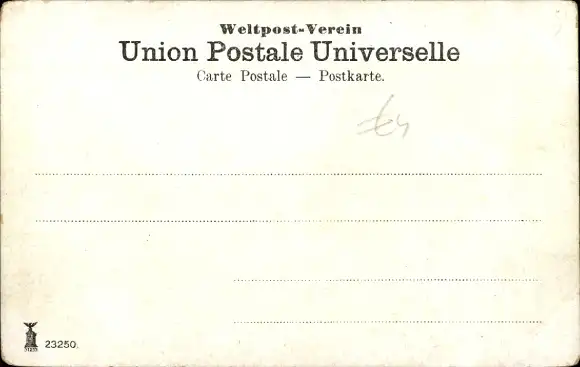 Weltpost-Verein
Union Postale Universelle
Carte Postale — Postkarte.
23250.